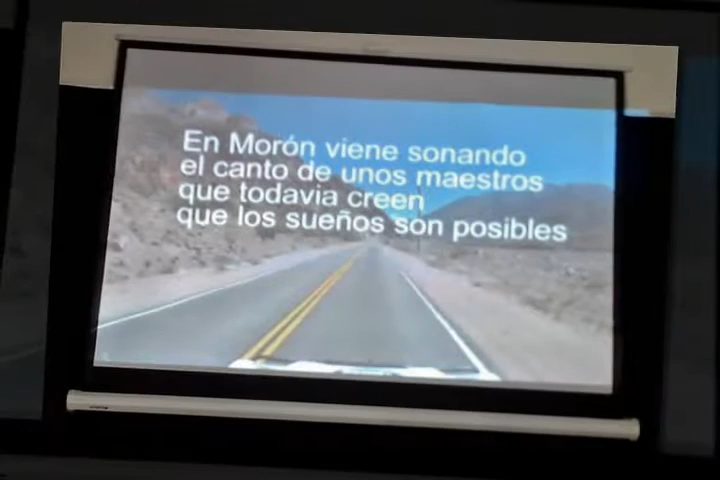 En Morón viene sonando
el canto de unos maestros
que todavia creen
que los sueños son posibles